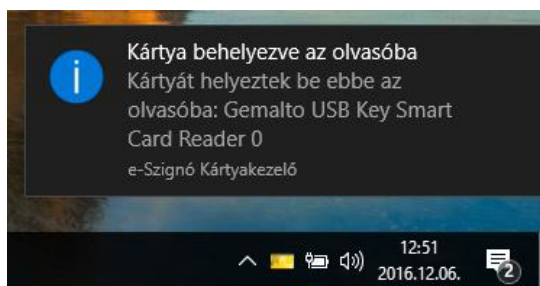 Kártya behelyezve az olvasóba
Kártyát helyeztek be ebbe az
olvasóba: Gemalto USB Key Smart
Card Reader 0
e-Szignó Kártyakezelő
12:51
2016.12.06.
2